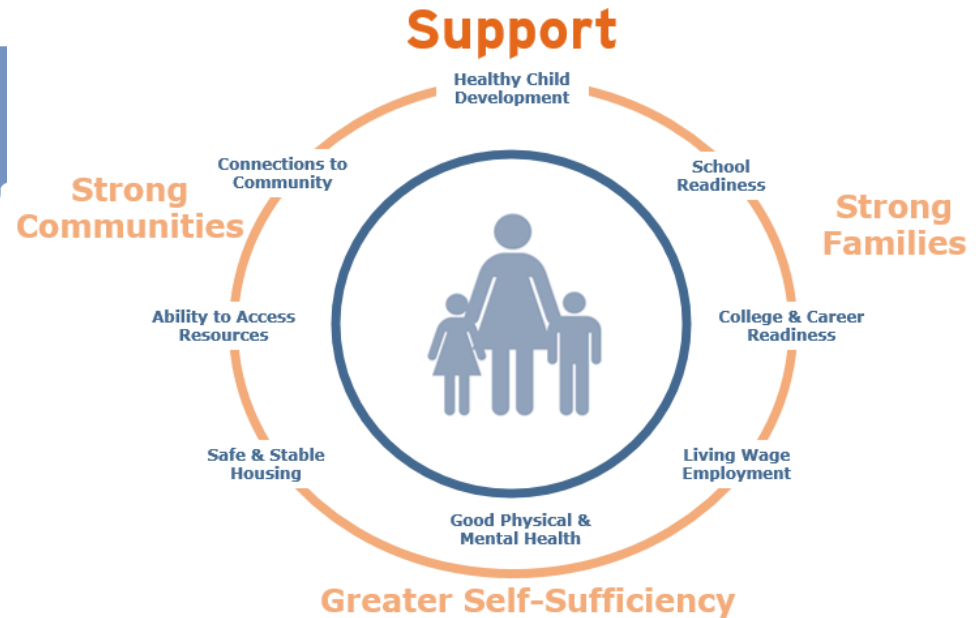 Support
Healthy Child
Development
Connections to
Community
School
Readiness
Strong
Communities
Strong
Families
Ability to Access
Resources
College & Career
Readiness
Safe & Stable
Housing
Living Wage
Employment
Good Physical &
Mental Health
Greater Self-Sufficiency